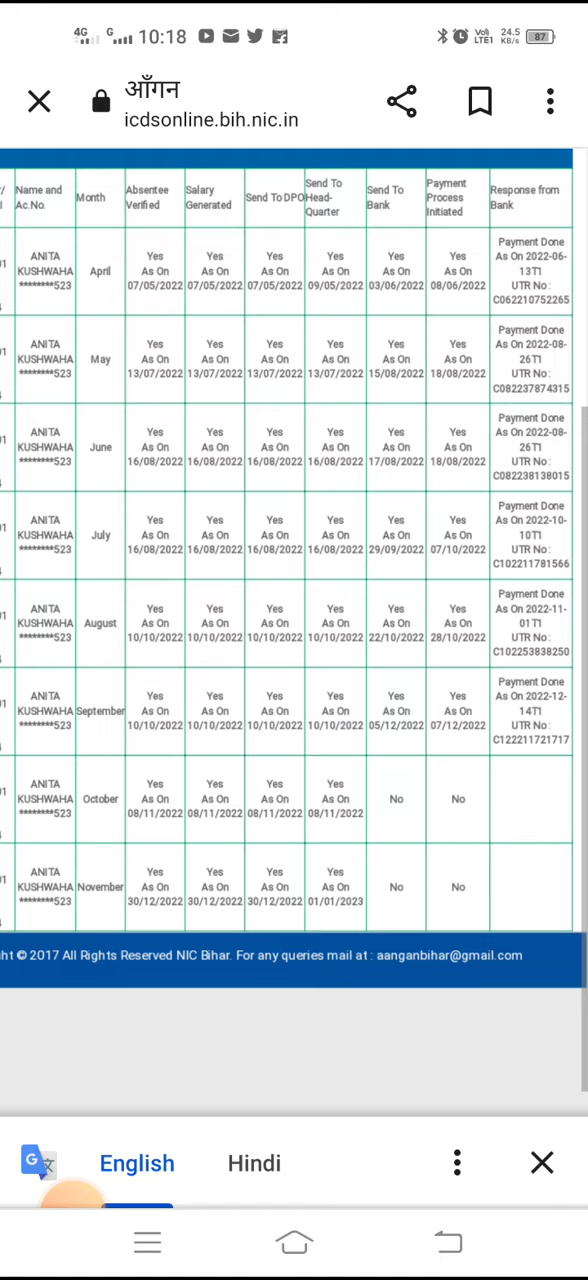 4G G 10:18 Vo) LTE1 24.5 KB/s 87
आँगन
icdsonline.bih.nic.in
Name and Ac.No. Month Absentee Verified Salary Generated Send To DPO Send To Head-Quarter Send To Bank Payment Process Initiated Response from Bank
01 ANITA KUSHWAHA ********523 April Yes As On 07/05/2022 Yes As On 07/05/2022 Yes As On 07/05/2022 Yes As On 09/05/2022 Yes As On 03/06/2022 Yes As On 08/06/2022 Payment Done As On 2022-06-13T1 UTR No : C062210752265
01 ANITA KUSHWAHA ********523 May Yes As On 13/07/2022 Yes As On 13/07/2022 Yes As On 13/07/2022 Yes As On 13/07/2022 Yes As On 15/08/2022 Yes As On 18/08/2022 Payment Done As On 2022-08-26T1 UTR No : C082237874315
01 ANITA KUSHWAHA ********523 June Yes As On 16/08/2022 Yes As On 16/08/2022 Yes As On 16/08/2022 Yes As On 16/08/2022 Yes As On 17/08/2022 Yes As On 18/08/2022 Payment Done As On 2022-08-26T1 UTR No : C082238138015
01 ANITA KUSHWAHA ********523 July Yes As On 16/08/2022 Yes As On 16/08/2022 Yes As On 16/08/2022 Yes As On 16/08/2022 Yes As On 29/09/2022 Yes As On 07/10/2022 Payment Done As On 2022-10-10T1 UTR No : C102211781566
01 ANITA KUSHWAHA ********523 August Yes As On 10/10/2022 Yes As On 10/10/2022 Yes As On 10/10/2022 Yes As On 10/10/2022 Yes As On 22/10/2022 Yes As On 28/10/2022 Payment Done As On 2022-11-01T1 UTR No : C102253838250
01 ANITA KUSHWAHA ********523 September Yes As On 10/10/2022 Yes As On 10/10/2022 Yes As On 10/10/2022 Yes As On 10/10/2022 Yes As On 05/12/2022 Yes As On 07/12/2022 Payment Done As On 2022-12-14T1 UTR No : C122211721717
01 ANITA KUSHWAHA ********523 October Yes As On 08/11/2022 Yes As On 08/11/2022 Yes As On 08/11/2022 Yes As On 08/11/2022 No No
01 ANITA KUSHWAHA ********523 November Yes As On 30/12/2022 Yes As On 30/12/2022 Yes As On 30/12/2022 Yes As On 01/01/2023 No No
ht © 2017 All Rights Reserved NIC Bihar. For any queries mail at : aanganbihar@gmail.com
English Hindi